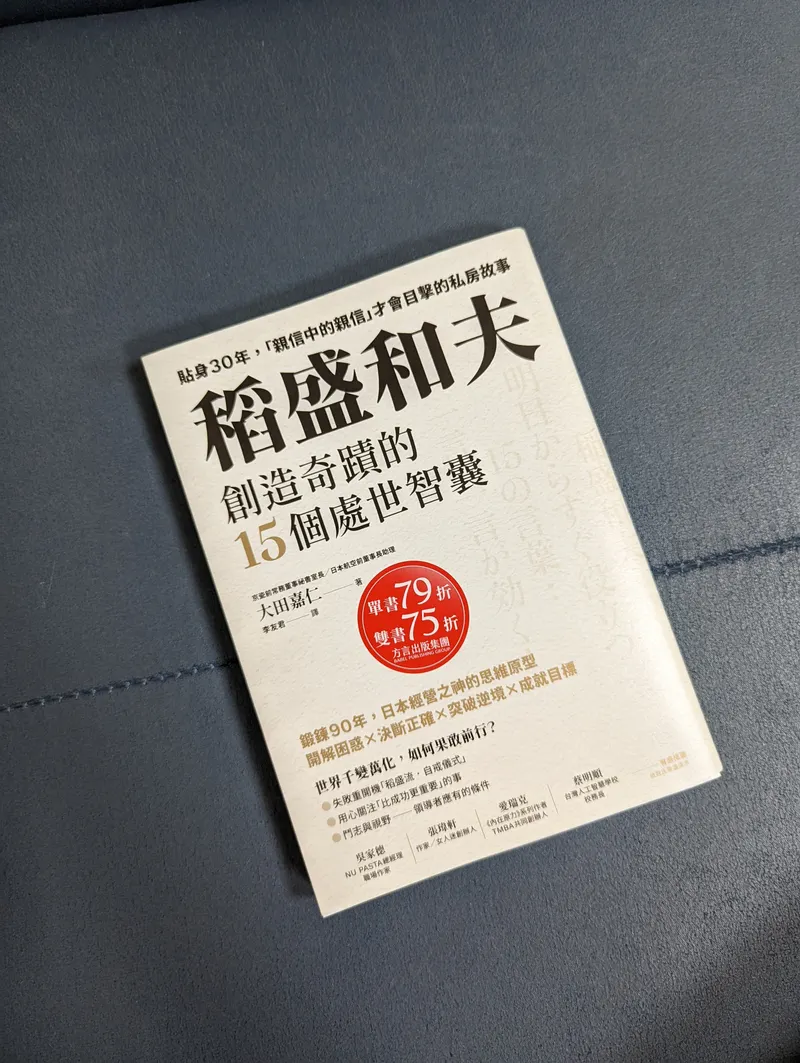 貼身30年，「親信中的親信」才會目擊的私房故事
稻盛和夫
創造奇蹟的
15個處世智囊
京瓷前常務董事祕書室長／日本航空前董事長助理
大田嘉仁——著
李友君——譯
單書79折
雙書75折
方言出版集團
BABEL PUBLISHING GROUP
鍛鍊90年，日本經營之神的思維原型
開解困惑×決斷正確×突破逆境×成就目標
世界千變萬化，如何果敢前行？
失敗重開機「稻盛流．自戒儀式」
用心關注「比成功更重要」的事
鬥志與視野——領導者應有的條件
吳家德
NU PASTA總經理
職場作家
張瑋軒
作家／女人迷創辦人
愛瑞克
《內在原力》系列作者
TMBA共同創辦人
蔡明順
台灣人工智慧學校
校務長
明日からすぐ役立つ
15の言葉